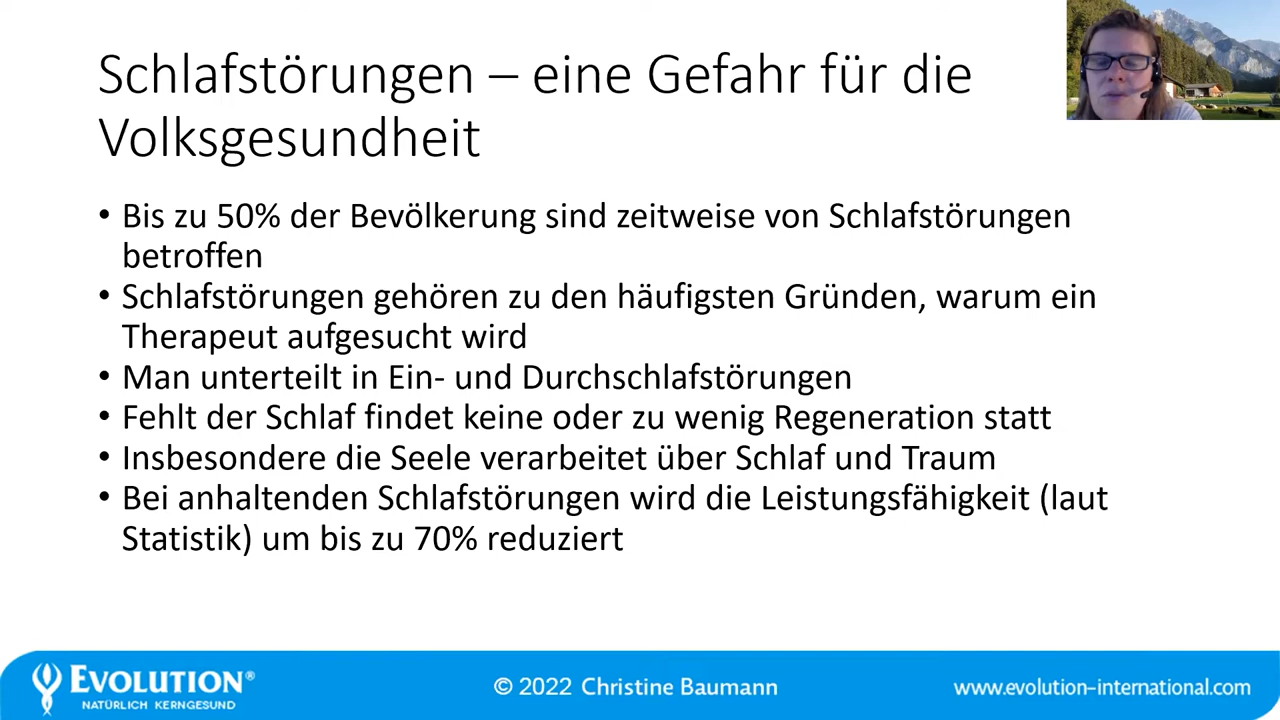 Schlafstörungen – eine Gefahr für die
Volksgesundheit
• Bis zu 50% der Bevölkerung sind zeitweise von Schlafstörungen
betroffen
• Schlafstörungen gehören zu den häufigsten Gründen, warum ein
Therapeut aufgesucht wird
• Man unterteilt in Ein- und Durchschlafstörungen
• Fehlt der Schlaf findet keine oder zu wenig Regeneration statt
• Insbesondere die Seele verarbeitet über Schlaf und Traum
• Bei anhaltenden Schlafstörungen wird die Leistungsfähigkeit (laut
Statistik) um bis zu 70% reduziert
EVOLUTION®
NATÜRLICH KERNGESUND
© 2022 Christine Baumann
www.evolution-international.com